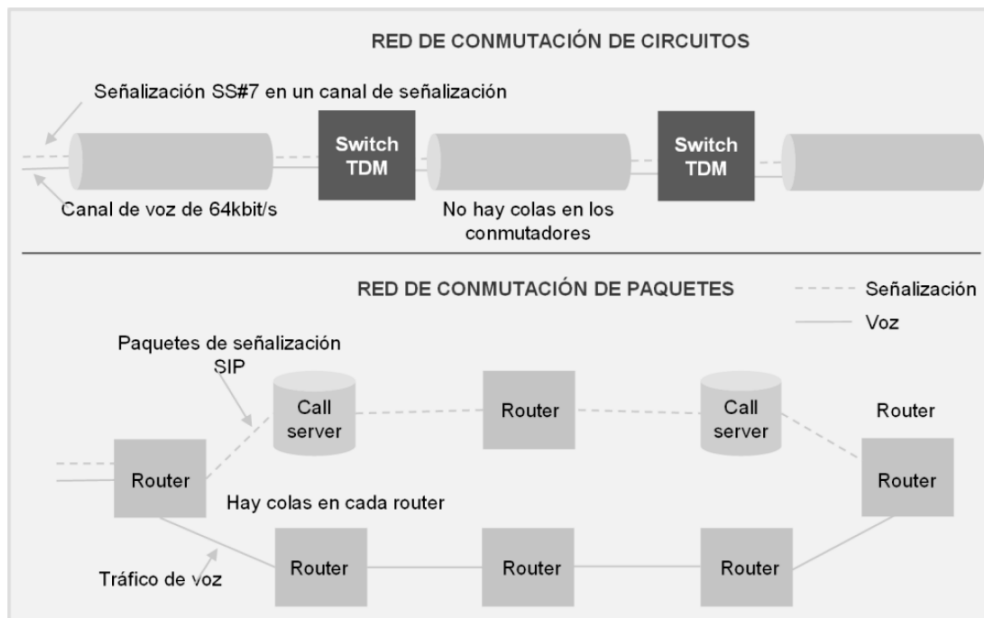 RED DE CONMUTACIÓN DE CIRCUITOS
Señalización SS#7 en un canal de señalización
Switch
TDM
Switch
TDM
Canal de voz de 64kbit/s
No hay colas en los
conmutadores
RED DE CONMUTACIÓN DE PAQUETES
Señalización
Voz
Paquetes de señalización
SIP
Call
server
Router
Call
server
Router
Router
Router
Hay colas en cada router
Tráfico de voz
Router
Router
Router